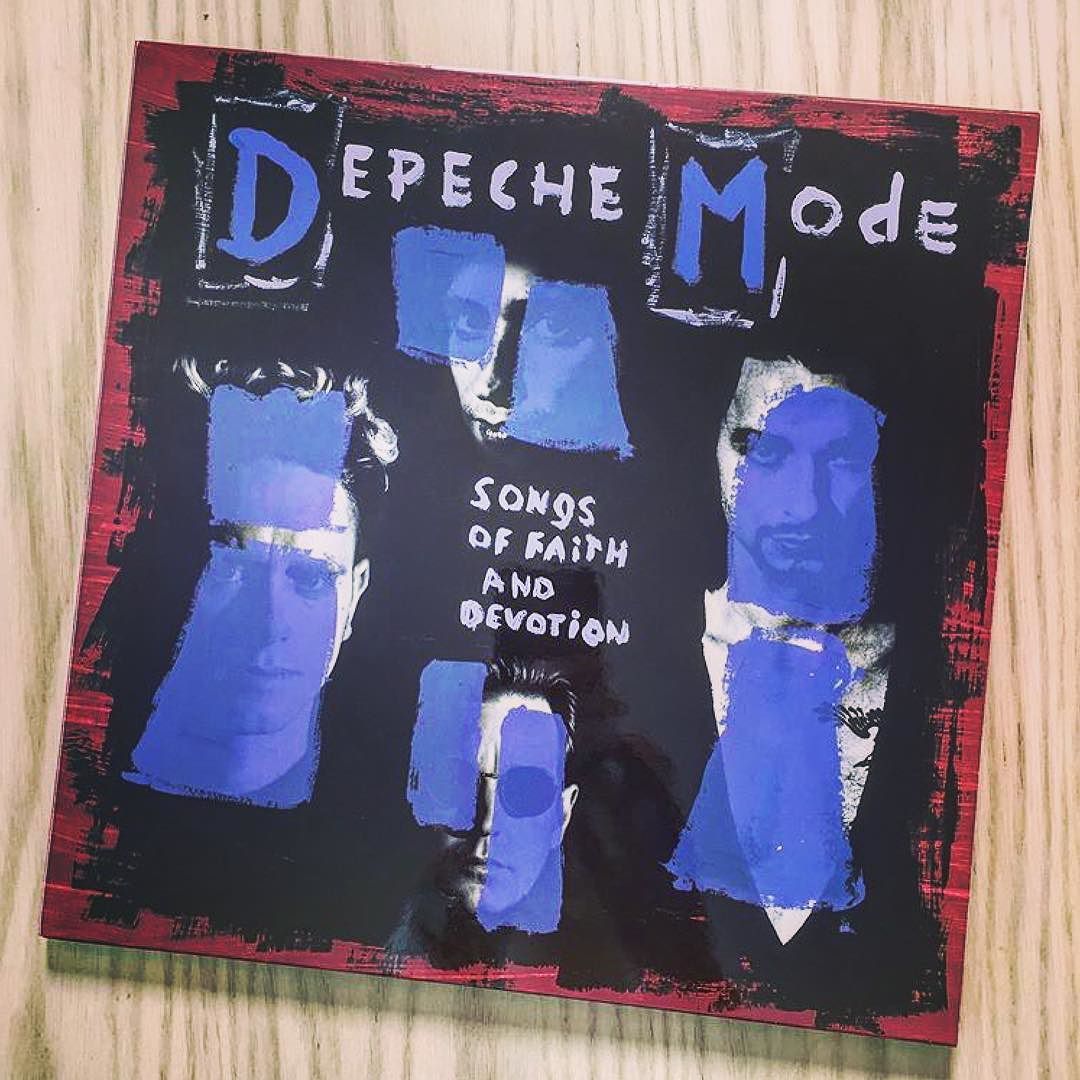 DEPECHE MOdE
SONgS
OF FAiTH
AND
DEVOTiON